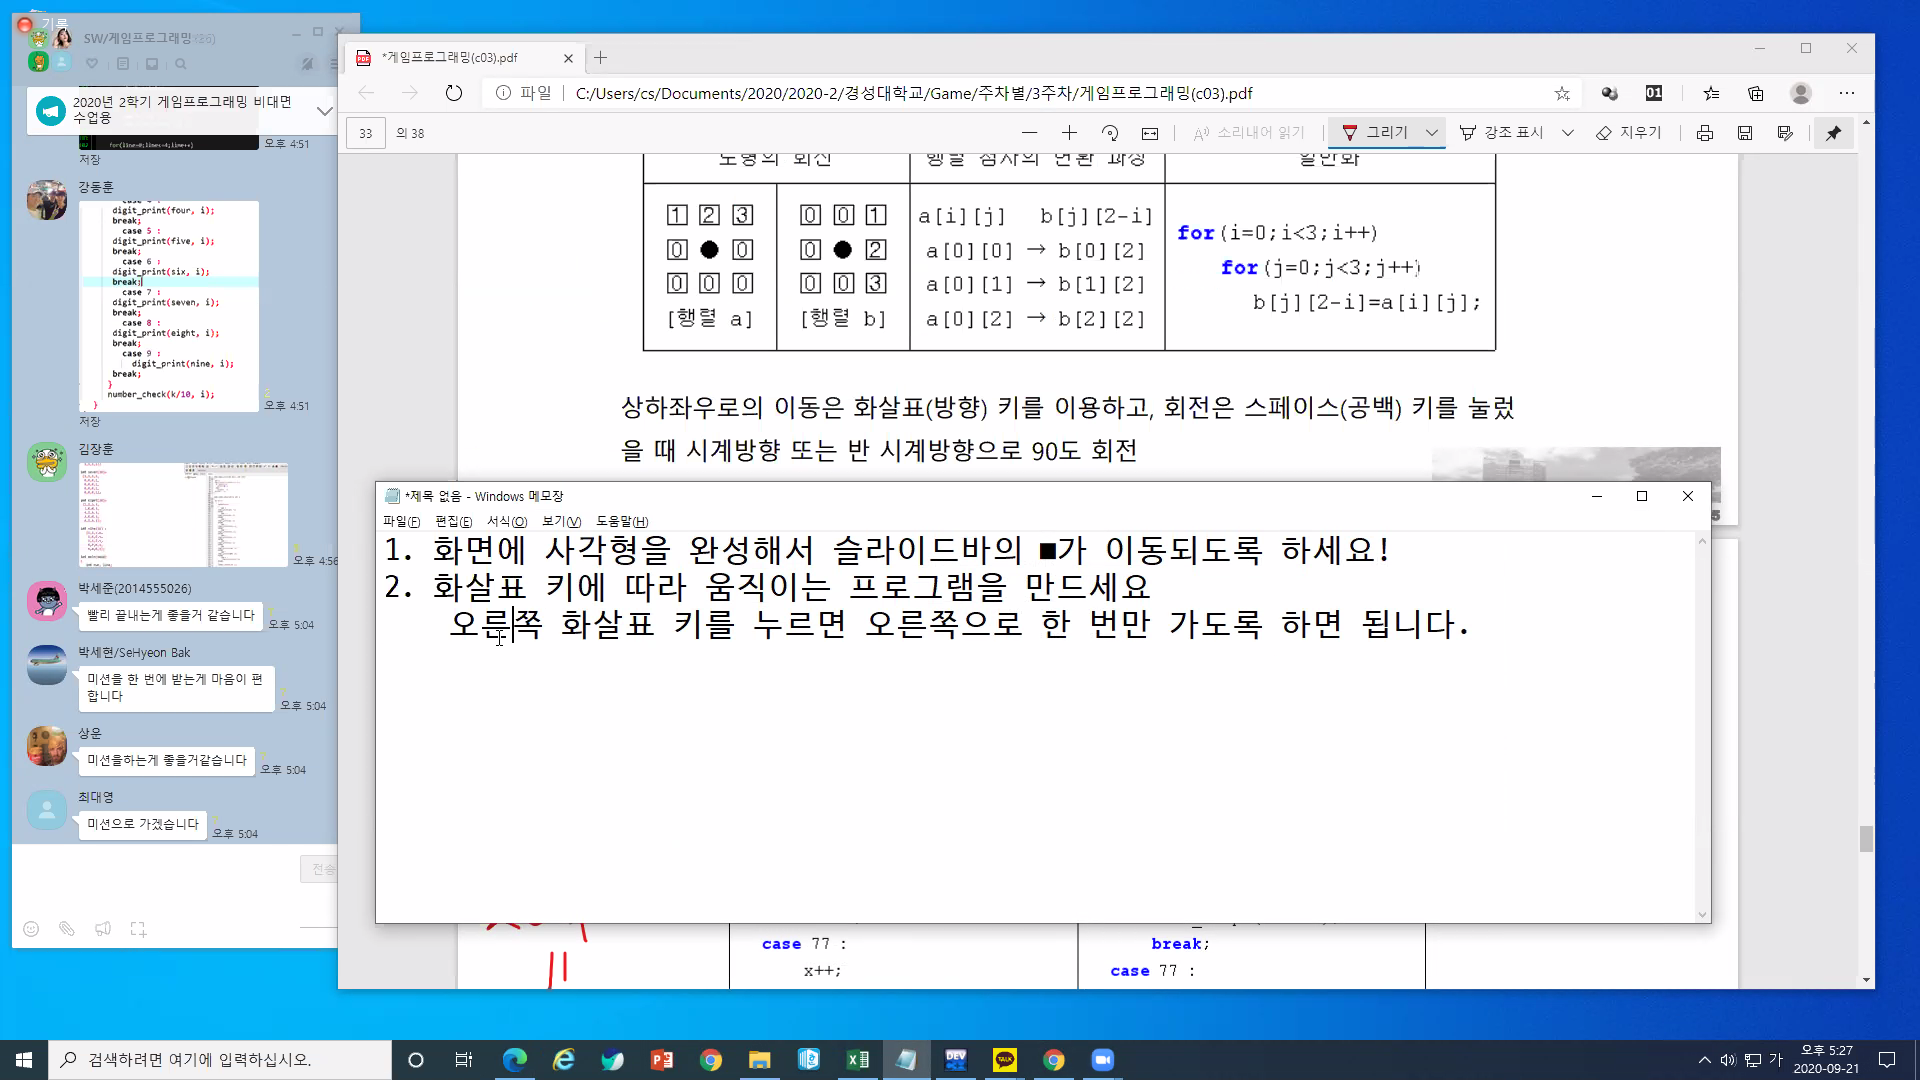 기록
SW/게임프로그래밍
2020년 2학기 게임프로그래밍 비대면
수업용
for(line=0;line<=4;line++)
오후 4:51
저장
강동훈
digit_print(four, i);
break;
case 5 :
digit_print(five, i);
break;
case 6 :
digit_print(six, i);
break;
case 7 :
digit_print(seven, i);
break;
case 8 :
digit_print(eight, i);
break;
case 9 :
digit_print(nine, i);
break;
}
number_check(k/10, i);
}
오후 4:51
저장
김장훈
오후 4:56
박세준(2014555026)
빨리 끝내는게 좋을거 같습니다
오후 5:04
박세현/SeHyeon Bak
미션을 한 번에 받는게 마음이 편
합니다
오후 5:04
상운
미션을하는게 좋을거같습니다
오후 5:04
최대영
미션으로 가겠습니다
오후 5:04
전송
*게임프로그래밍(c03).pdf
파일 C:/Users/cs/Documents/2020/2020-2/경성대학교/Game/주차별/3주차/게임프로그래밍(c03).pdf
01
33 의 38
소리내어 읽기
그리기
강조 표시
지우기
도형의 회전 행렬 첨자의 변환 과정 일반화
1 2 3 0 0 1 a[i][j] b[j][2-i]
0 ● 0 0 ● 2 a[0][0] → b[0][2]
0 0 0 0 0 3 a[0][1] → b[1][2]
[행렬 a] [행렬 b] a[0][2] → b[2][2]
for(i=0;i<3;i++)
for(j=0;j<3;j++)
b[j][2-i]=a[i][j];
상하좌우로의 이동은 화살표(방향) 키를 이용하고, 회전은 스페이스(공백) 키를 눌렀
을 때 시계방향 또는 반 시계방향으로 90도 회전
*제목 없음 - Windows 메모장
파일(F) 편집(E) 서식(O) 보기(V) 도움말(H)
1. 화면에 사각형을 완성해서 슬라이드바의 ■가 이동되도록 하세요!
2. 화살표 키에 따라 움직이는 프로그램을 만드세요
오른쪽 화살표 키를 누르면 오른쪽으로 한 번만 가도록 하면 됩니다.
case 77 :
x++;
break;
case 77 :
검색하려면 여기에 입력하십시오.
DEV
TALK
가
오후 5:27
2020-09-21